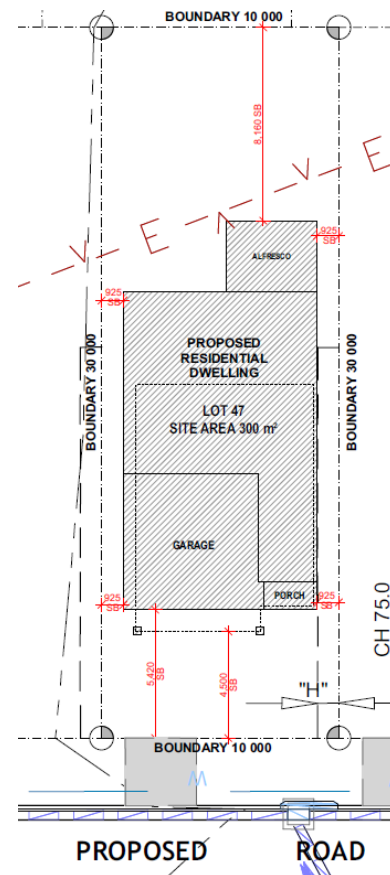 BOUNDARY 10 000
8,160 SB
V E V E
925
SB
ALFRESCO
925
SB
PROPOSED
RESIDENTIAL
DWELLING
BOUNDARY 30 000
BOUNDARY 30 000
LOT 47
SITE AREA 300 m²
GARAGE
925
SB
PORCH
925
SB
CH 75.0
5,420
SB
4,500
SB
"H"
BOUNDARY 10 000
W
PROPOSED ROAD